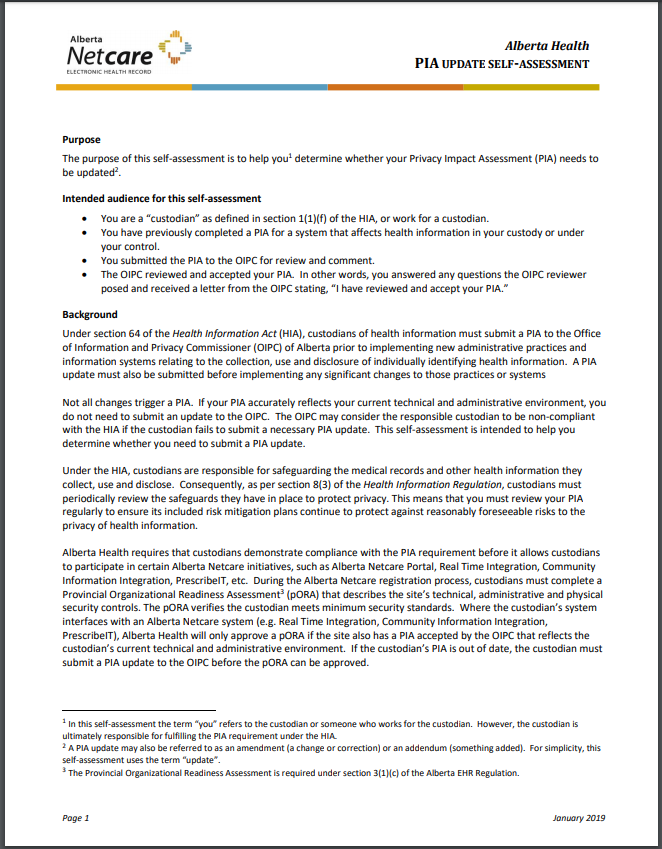 Alberta
Netcare
ELECTRONIC HEALTH RECORD
Alberta Health
PIA UPDATE SELF-ASSESSMENT
Purpose
The purpose of this self-assessment is to help you1 determine whether your Privacy Impact Assessment (PIA) needs to
be updated2.
Intended audience for this self-assessment
• You are a “custodian” as defined in section 1(1)(f) of the HIA, or work for a custodian.
• You have previously completed a PIA for a system that affects health information in your custody or under
your control.
• You submitted the PIA to the OIPC for review and comment.
• The OIPC reviewed and accepted your PIA. In other words, you answered any questions the OIPC reviewer
posed and received a letter from the OIPC stating, “I have reviewed and accept your PIA.”
Background
Under section 64 of the Health Information Act (HIA), custodians of health information must submit a PIA to the Office
of Information and Privacy Commissioner (OIPC) of Alberta prior to implementing new administrative practices and
information systems relating to the collection, use and disclosure of individually identifying health information. A PIA
update must also be submitted before implementing any significant changes to those practices or systems
Not all changes trigger a PIA. If your PIA accurately reflects your current technical and administrative environment, you
do not need to submit an update to the OIPC. The OIPC may consider the responsible custodian to be non-compliant
with the HIA if the custodian fails to submit a necessary PIA update. This self-assessment is intended to help you
determine whether you need to submit a PIA update.
Under the HIA, custodians are responsible for safeguarding the medical records and other health information they
collect, use and disclose. Consequently, as per section 8(3) of the Health Information Regulation, custodians must
periodically review the safeguards they have in place to protect privacy. This means that you must review your PIA
regularly to ensure its included risk mitigation plans continue to protect against reasonably foreseeable risks to the
privacy of health information.
Alberta Health requires that custodians demonstrate compliance with the PIA requirement before it allows custodians
to participate in certain Alberta Netcare initiatives, such as Alberta Netcare Portal, Real Time Integration, Community
Information Integration, PrescribeIT, etc. During the Alberta Netcare registration process, custodians must complete a
Provincial Organizational Readiness Assessment3 (pORA) that describes the site’s technical, administrative and physical
security controls. The pORA verifies the custodian meets minimum security standards. Where the custodian’s system
interfaces with an Alberta Netcare system (e.g. Real Time Integration, Community Information Integration,
PrescribeIT), Alberta Health will only approve a pORA if the site also has a PIA accepted by the OIPC that reflects the
custodian’s current technical and administrative environment. If the custodian’s PIA is out of date, the custodian must
submit a PIA update to the OIPC before the pORA can be approved.
1 In this self-assessment the term “you” refers to the custodian or someone who works for the custodian. However, the custodian is
ultimately responsible for fulfilling the PIA requirement under the HIA.
2 A PIA update may also be referred to as an amendment (a change or correction) or an addendum (something added). For simplicity, this
self-assessment uses the term “update”.
3 The Provincial Organizational Readiness Assessment is required under section 3(1)(c) of the Alberta EHR Regulation.
Page 1
January 2019